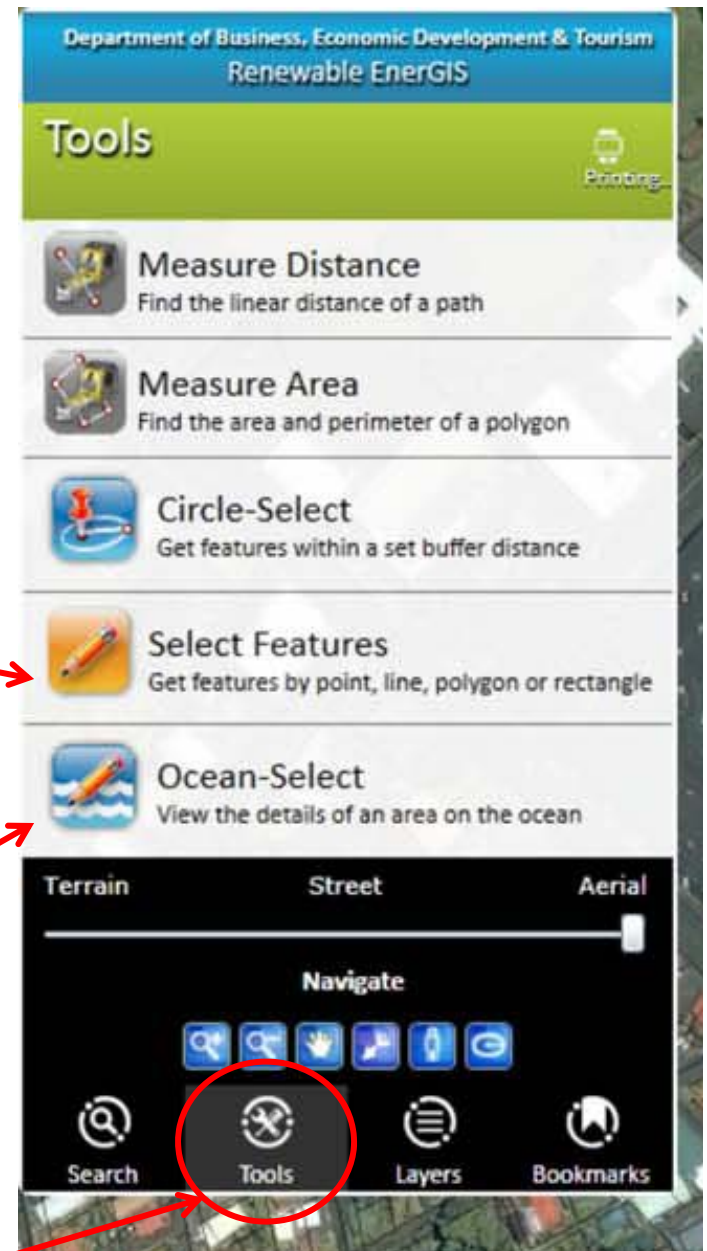 Department of Business, Economic Development & Tourism
Renewable EnerGIS
Tools
Printing...
Measure Distance
Find the linear distance of a path
Measure Area
Find the area and perimeter of a polygon
Circle-Select
Get features within a set buffer distance
Select Features
Get features by point, line, polygon or rectangle
Ocean-Select
View the details of an area on the ocean
Terrain Street Aerial
Navigate
Search Tools Layers Bookmarks